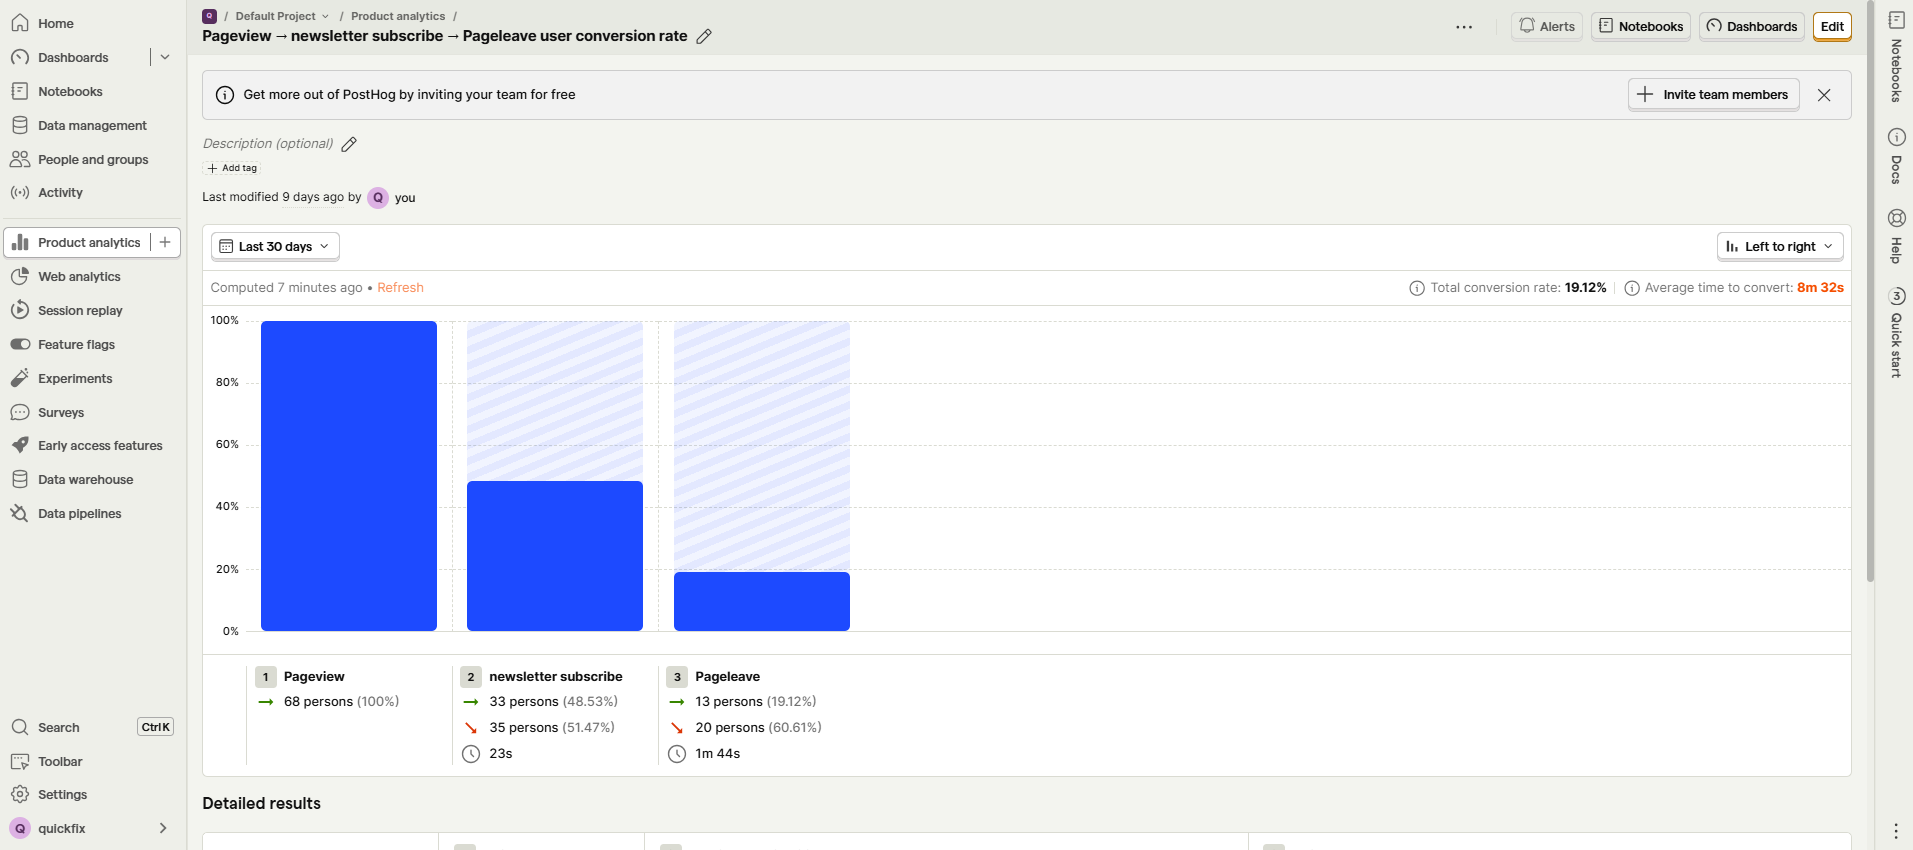 Home
Dashboards
Notebooks
Data management
People and groups
Activity
Product analytics
Web analytics
Session replay
Feature flags
Experiments
Surveys
Early access features
Data warehouse
Data pipelines
Search Ctrl K
Toolbar
Settings
Q quickfix
Q / Default Project / Product analytics /
Pageview → newsletter subscribe → Pageleave user conversion rate
Alerts Notebooks Dashboards Edit
Get more out of PostHog by inviting your team for free
Invite team members
Description (optional)
Add tag
Last modified 9 days ago by Q you
Last 30 days
Left to right
Computed 7 minutes ago • Refresh
Total conversion rate: 19.12% Average time to convert: 8m 32s
100%
80%
60%
40%
20%
0%
1 Pageview
68 persons (100%)
2 newsletter subscribe
33 persons (48.53%)
35 persons (51.47%)
23s
3 Pageleave
13 persons (19.12%)
20 persons (60.61%)
1m 44s
Detailed results
Notebooks
Docs
Help
3 Quick start